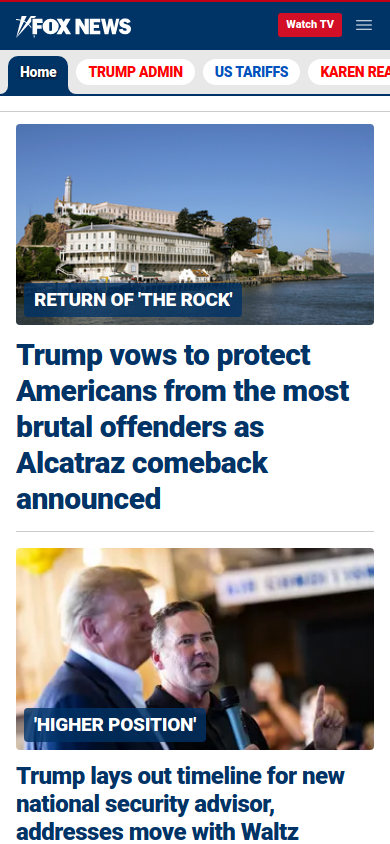 FOX NEWS
Watch TV
Home
TRUMP ADMIN
US TARIFFS
KAREN REA
RETURN OF 'THE ROCK'
Trump vows to protect
Americans from the most
brutal offenders as
Alcatraz comeback
announced
'HIGHER POSITION'
Trump lays out timeline for new
national security advisor,
addresses move with Waltz